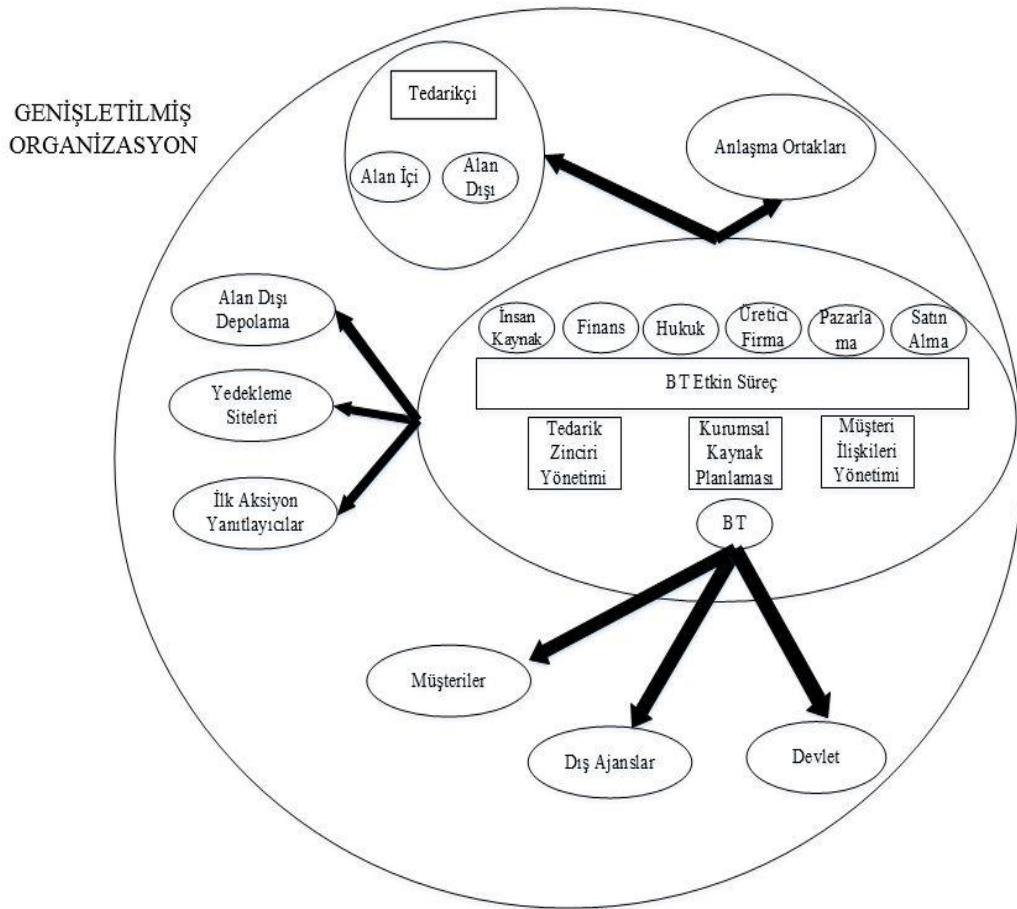 GENİŞLETİLMİŞ
ORGANİZASYON
Tedarikçi
Alan İçi
Alan
Dışı
Anlaşma Ortakları
Alan Dışı
Depolama
Yedekleme
Siteleri
İlk Aksiyon
Yanıtlayıcılar
İnsan
Kaynak
Finans
Hukuk
Üretici
Firma
Pazarla
ma
Satın
Alma
BT Etkin Süreç
Tedarik
Zinciri
Yönetimi
Kurumsal
Kaynak
Planlaması
Müşteri
İlişkileri
Yönetimi
BT
Müşteriler
Dış Ajanslar
Devlet